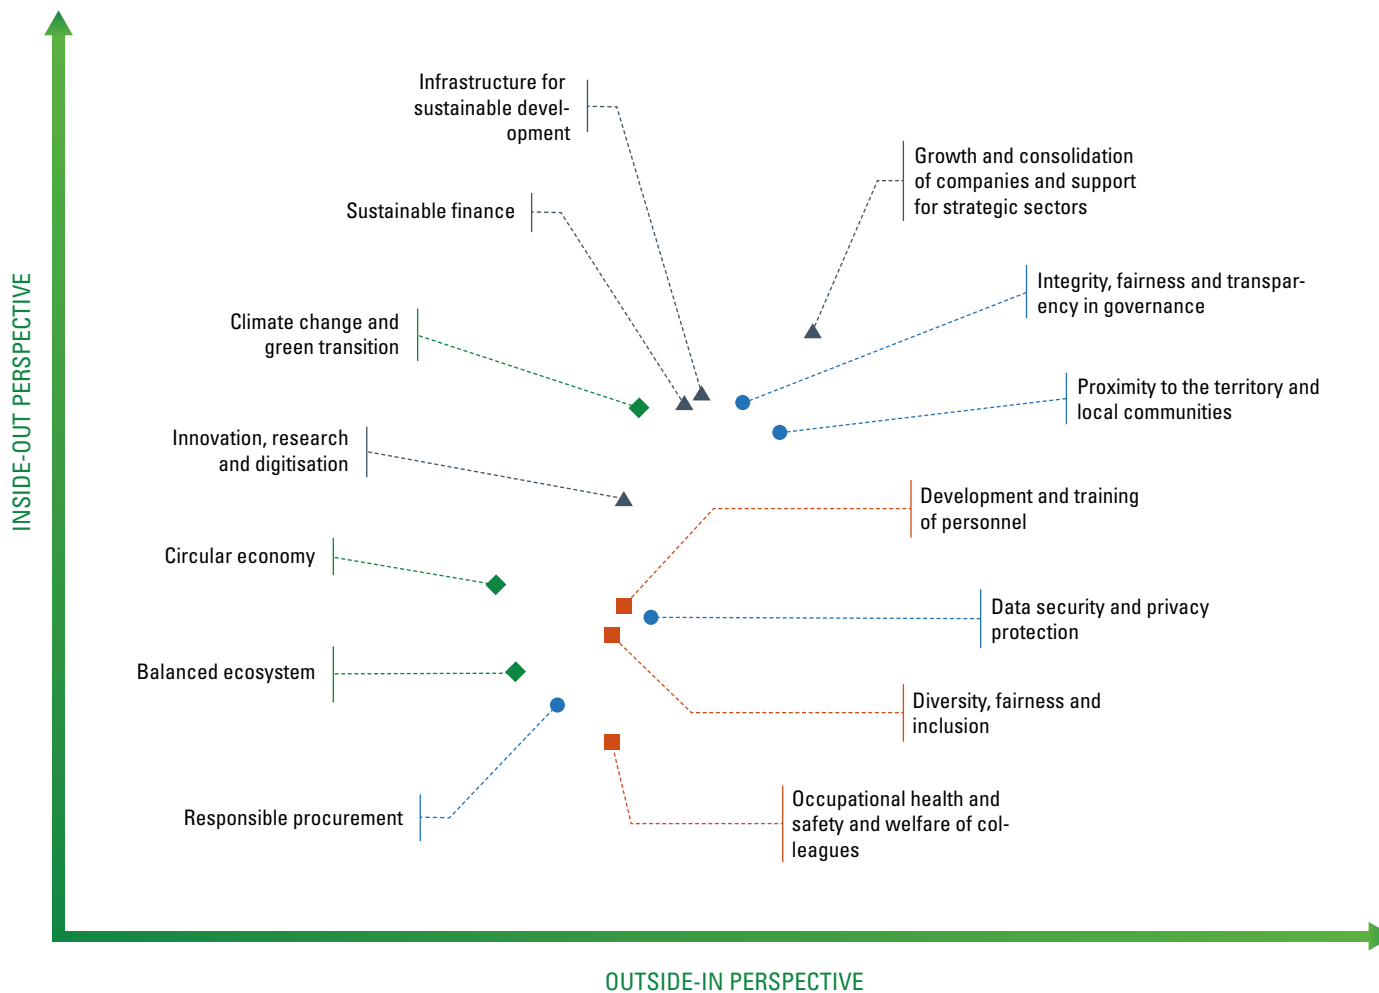 Infrastructure for
sustainable devel-
opment
Growth and consolidation
of companies and support
for strategic sectors
Sustainable finance
Integrity, fairness and transpar-
ency in governance
Climate change and
green transition
Proximity to the territory and
local communities
Innovation, research
and digitisation
Development and training
of personnel
Circular economy
Data security and privacy
protection
Balanced ecosystem
Diversity, fairness and
inclusion
Responsible procurement
Occupational health and
safety and welfare of col-
leagues
INSIDE-OUT PERSPECTIVE
OUTSIDE-IN PERSPECTIVE